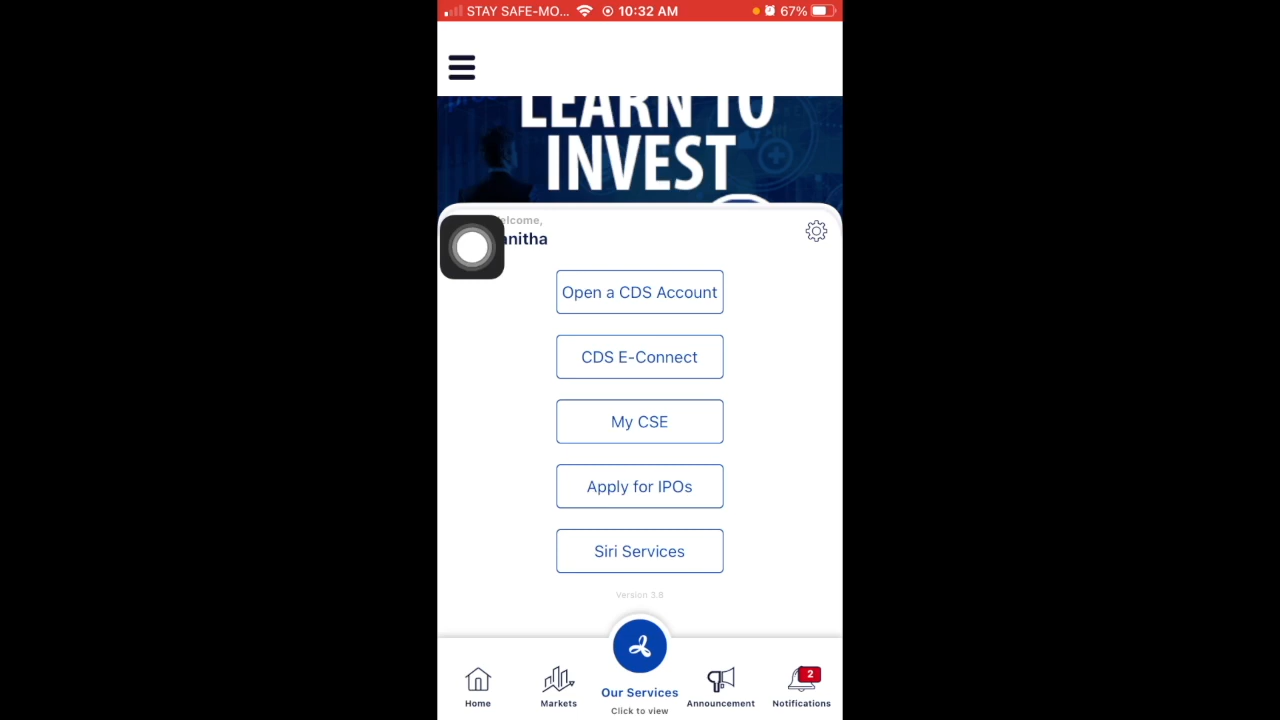 STAY SAFE-MO... 10:32 AM 67%
LEARN TO
INVEST
elcome,
anitha
Open a CDS Account
CDS E-Connect
My CSE
Apply for IPOs
Siri Services
Version 3.8
2
Home Markets Our Services Announcement Notifications
Click to view